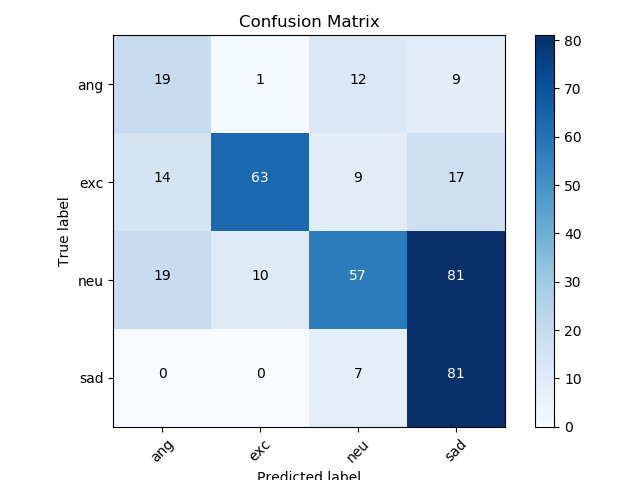 Confusion Matrix
True label
ang 19 1 12 9
exc 14 63 9 17
neu 19 10 57 81
sad 0 0 7 81
ang exc neu sad
Predicted label
80
70
60
50
40
30
20
10
0